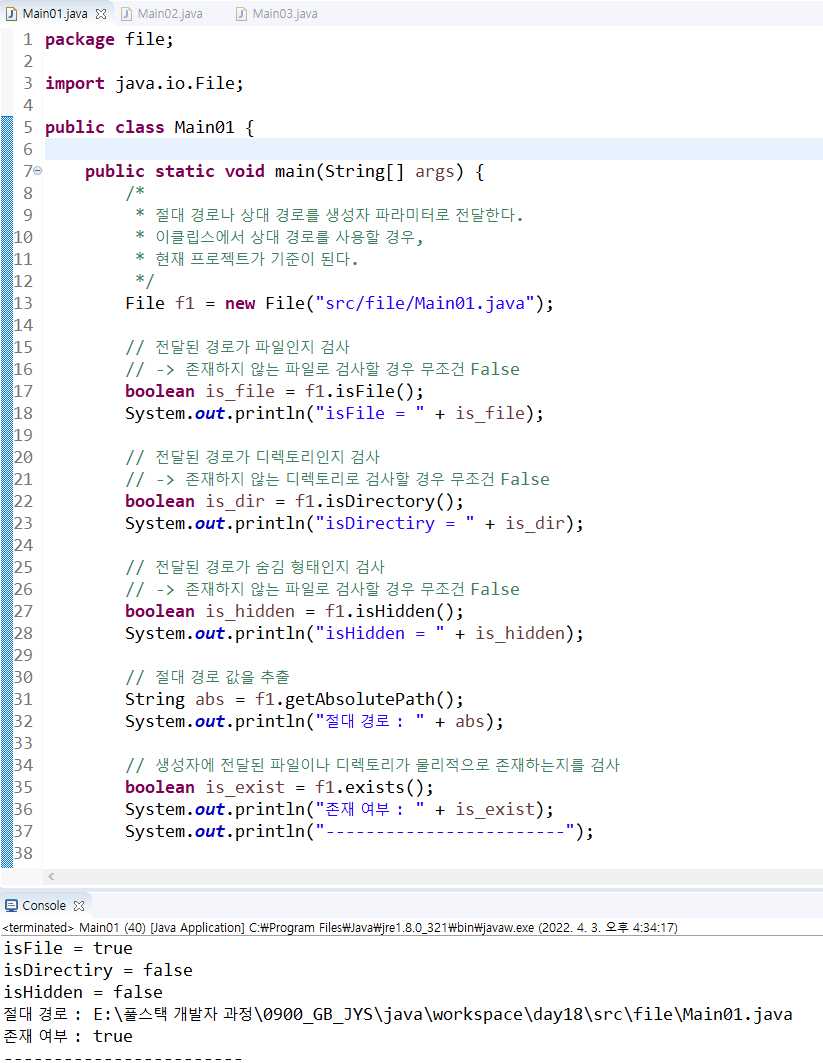 Main01.java Main02.java Main03.java
1 package file;
2
3 import java.io.File;
4
5 public class Main01 {
6
7 public static void main(String[] args) {
8 /*
9 * 절대 경로나 상대 경로를 생성자 파라미터로 전달한다.
10 * 이클립스에서 상대 경로를 사용할 경우,
11 * 현재 프로젝트가 기준이 된다.
12 */
13 File f1 = new File("src/file/Main01.java");
14
15 // 전달된 경로가 파일인지 검사
16 // -> 존재하지 않는 파일로 검사할 경우 무조건 False
17 boolean is_file = f1.isFile();
18 System.out.println("isFile = " + is_file);
19
20 // 전달된 경로가 디렉토리인지 검사
21 // -> 존재하지 않는 디렉토리로 검사할 경우 무조건 False
22 boolean is_dir = f1.isDirectory();
23 System.out.println("isDirectiry = " + is_dir);
24
25 // 전달된 경로가 숨김 형태인지 검사
26 // -> 존재하지 않는 파일로 검사할 경우 무조건 False
27 boolean is_hidden = f1.isHidden();
28 System.out.println("isHidden = " + is_hidden);
29
30 // 절대 경로 값을 추출
31 String abs = f1.getAbsolutePath();
32 System.out.println("절대 경로 : " + abs);
33
34 // 생성자에 전달된 파일이나 디렉토리가 물리적으로 존재하는지를 검사
35 boolean is_exist = f1.exists();
36 System.out.println("존재 여부 : " + is_exist);
37 System.out.println("------------------------");
38
Console
<terminated> Main01 (40) [Java Application] C:₩Program Files₩Java₩jre1.8.0_321₩bin₩javaw.exe (2022. 4. 3. 오후 4:34:17)
isFile = true
isDirectiry = false
isHidden = false
절대 경로 : E:\풀스택 개발자 과정\0900_GB_JYS\java\workspace\day18\src\file\Main01.java
존재 여부 : true
------------------------